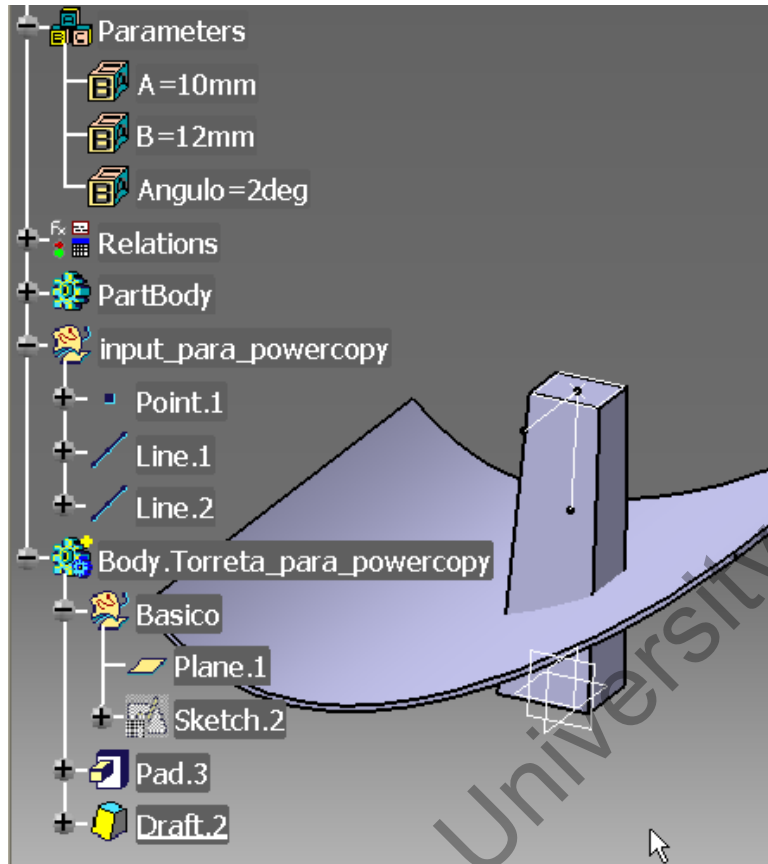 Parameters
A=10mm
B=12mm
Angulo=2deg
Relations
PartBody
input_para_powercopy
Point.1
Line.1
Line.2
Body.Torreta_para_powercopy
Basico
Plane.1
Sketch.2
Pad.3
Draft.2
University